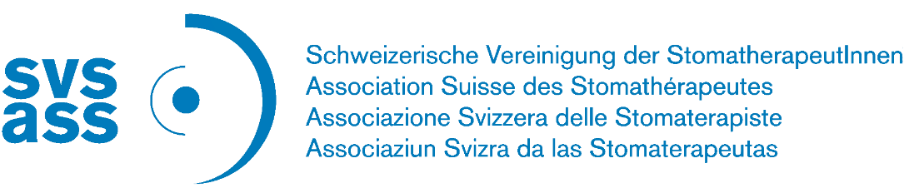 svs
ass
Schweizerische Vereinigung der StomatherapeutInnen
Association Suisse des Stomathérapeutes
Associazione Svizzera delle Stomaterapiste
Associaziun Svizra da las Stomaterapeutas